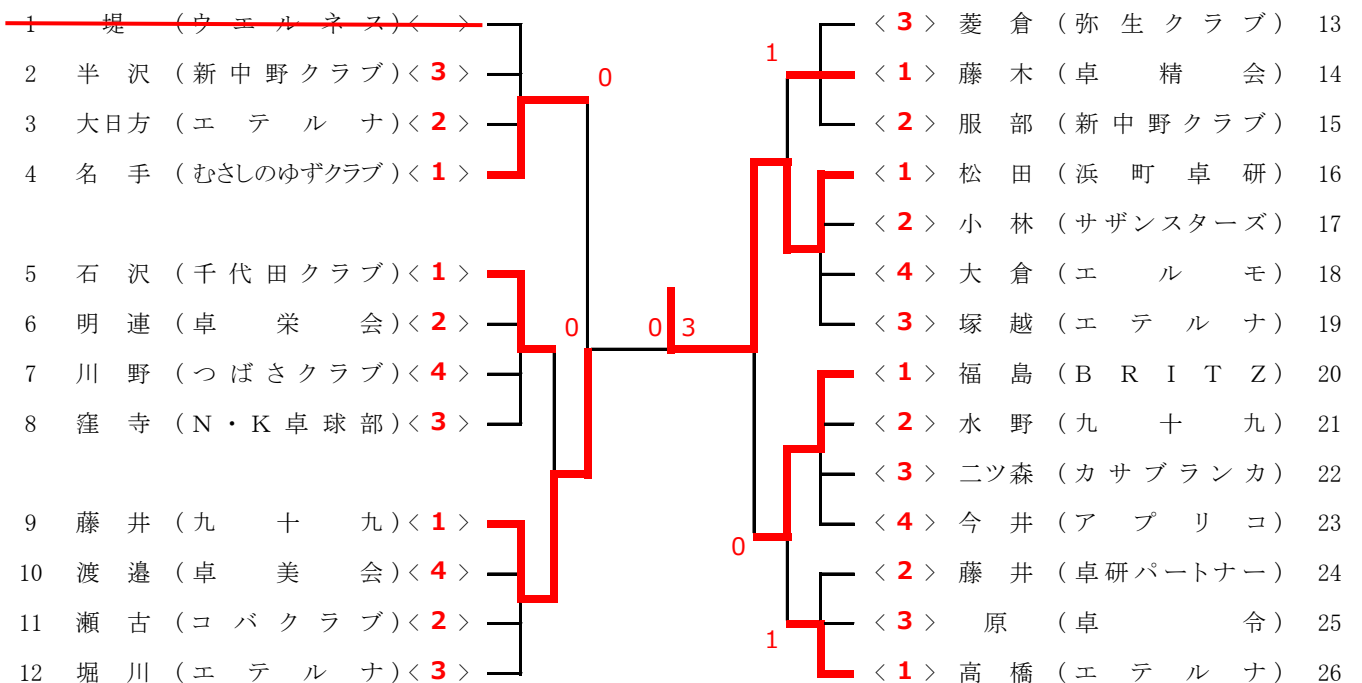 1 堤 (ウエルネス)< >
2 半沢 (新中野クラブ)< 3 >
0
3 大日方 (エテルナ)< 2 >
4 名手 (むさしのゆずクラブ)< 1 >
5 石沢 (千代田クラブ)< 1 >
6 明連 (卓栄会)< 2 >
0
7 川野 (つばさクラブ)< 4 >
8 窪寺 (N・K卓球部)< 3 >
9 藤井 (九十九)< 1 >
10 渡邉 (卓美会)< 4 >
11 瀬古 (コバクラブ)< 2 >
12 堀川 (エテルナ)< 3 >
0 3
< 3 > 菱倉 (弥生クラブ) 13
1
< 1 > 藤木 (卓精会) 14
< 2 > 服部 (新中野クラブ) 15
< 1 > 松田 (浜町卓研) 16
< 2 > 小林 (サザンスターズ) 17
< 4 > 大倉 (エルモ) 18
< 3 > 塚越 (エテルナ) 19
< 1 > 福島 (BRITZ) 20
< 2 > 水野 (九十九) 21
< 3 > 二ツ森 (カサブランカ) 22
< 4 > 今井 (アプリコ) 23
0
< 2 > 藤井 (卓研パートナー) 24
< 3 > 原 (卓令) 25
1
< 1 > 高橋 (エテルナ) 26